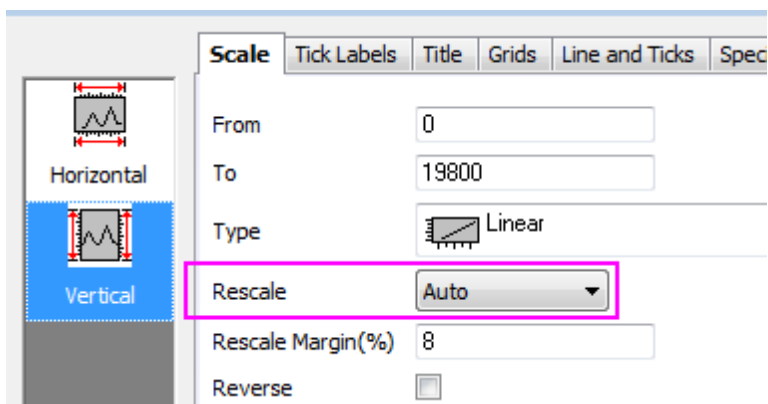 Scale Tick Labels Title Grids Line and Ticks Speci
Horizontal
Vertical
From 0
To 19800
Type Linear
Rescale Auto
Rescale Margin(%) 8
Reverse